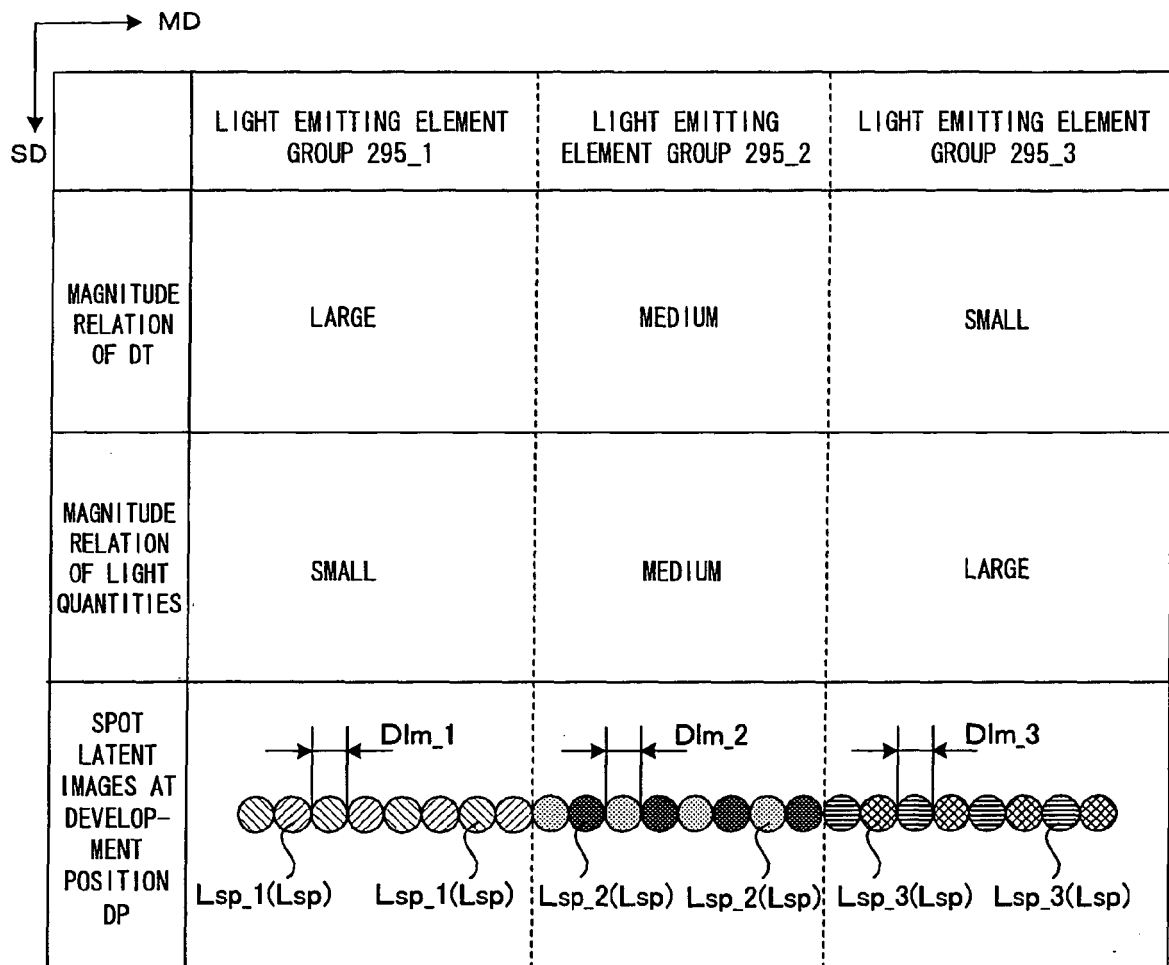 MD
SD
LIGHT EMITTING ELEMENT
GROUP 295_1
LIGHT EMITTING
ELEMENT GROUP 295_2
LIGHT EMITTING ELEMENT
GROUP 295_3
MAGNITUDE
RELATION
OF DT
LARGE
MEDIUM
SMALL
MAGNITUDE
RELATION
OF LIGHT
QUANTITIES
SMALL
MEDIUM
LARGE
SPOT
LATENT
IMAGES AT
DEVELOP-
MENT
POSITION
DP
Dlm_1
Dlm_2
Dlm_3
Lsp_1(Lsp)
Lsp_1(Lsp)
Lsp_2(Lsp)
Lsp_2(Lsp)
Lsp_3(Lsp)
Lsp_3(Lsp)